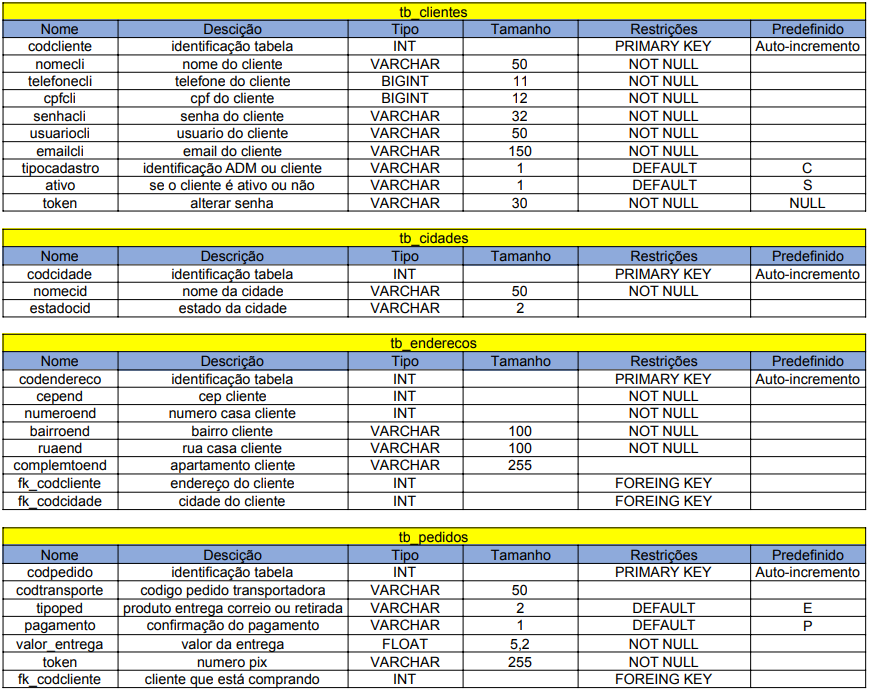 tb_clientes
Nome Descição Tipo Tamanho Restrições Predefinido
codcliente identificação tabela INT PRIMARY KEY Auto-incremento
nomecli nome do cliente VARCHAR 50 NOT NULL
telefonecli telefone do cliente BIGINT 11 NOT NULL
cpfcli cpf do cliente BIGINT 12 NOT NULL
senhacli senha do cliente VARCHAR 32 NOT NULL
usuariocli usuario do cliente VARCHAR 50 NOT NULL
emailcli email do cliente VARCHAR 150 NOT NULL
tipocadastro identificação ADM ou cliente VARCHAR 1 DEFAULT C
ativo se o cliente é ativo ou não VARCHAR 1 DEFAULT S
token alterar senha VARCHAR 30 NOT NULL NULL
tb_cidades
Nome Descrição Tipo Tamanho Restrições Predefinido
codcidade identificação tabela INT PRIMARY KEY Auto-incremento
nomecid nome da cidade VARCHAR 50 NOT NULL
estadocid estado da cidade VARCHAR 2
tb_enderecos
Nome Descrição Tipo Tamanho Restrições Predefinido
codendereco identificação tabela INT PRIMARY KEY Auto-incremento
cepend cep cliente INT NOT NULL
numeroend numero casa cliente INT NOT NULL
bairroend bairro cliente VARCHAR 100 NOT NULL
ruaend rua casa cliente VARCHAR 100 NOT NULL
complemtoend apartamento cliente VARCHAR 255
fk_codcliente endereço do cliente INT FOREING KEY
fk_codcidade cidade do cliente INT FOREING KEY
tb_pedidos
Nome Descição Tipo Tamanho Restrições Predefinido
codpedido identificação tabela INT PRIMARY KEY Auto-incremento
codtransporte codigo pedido transportadora VARCHAR 50
tipoped produto entrega correio ou retirada VARCHAR 2 DEFAULT E
pagamento confirmação do pagamento VARCHAR 1 DEFAULT P
valor_entrega valor da entrega FLOAT 5,2 NOT NULL
token numero pix VARCHAR 255 NOT NULL
fk_codcliente cliente que está comprando INT FOREING KEY